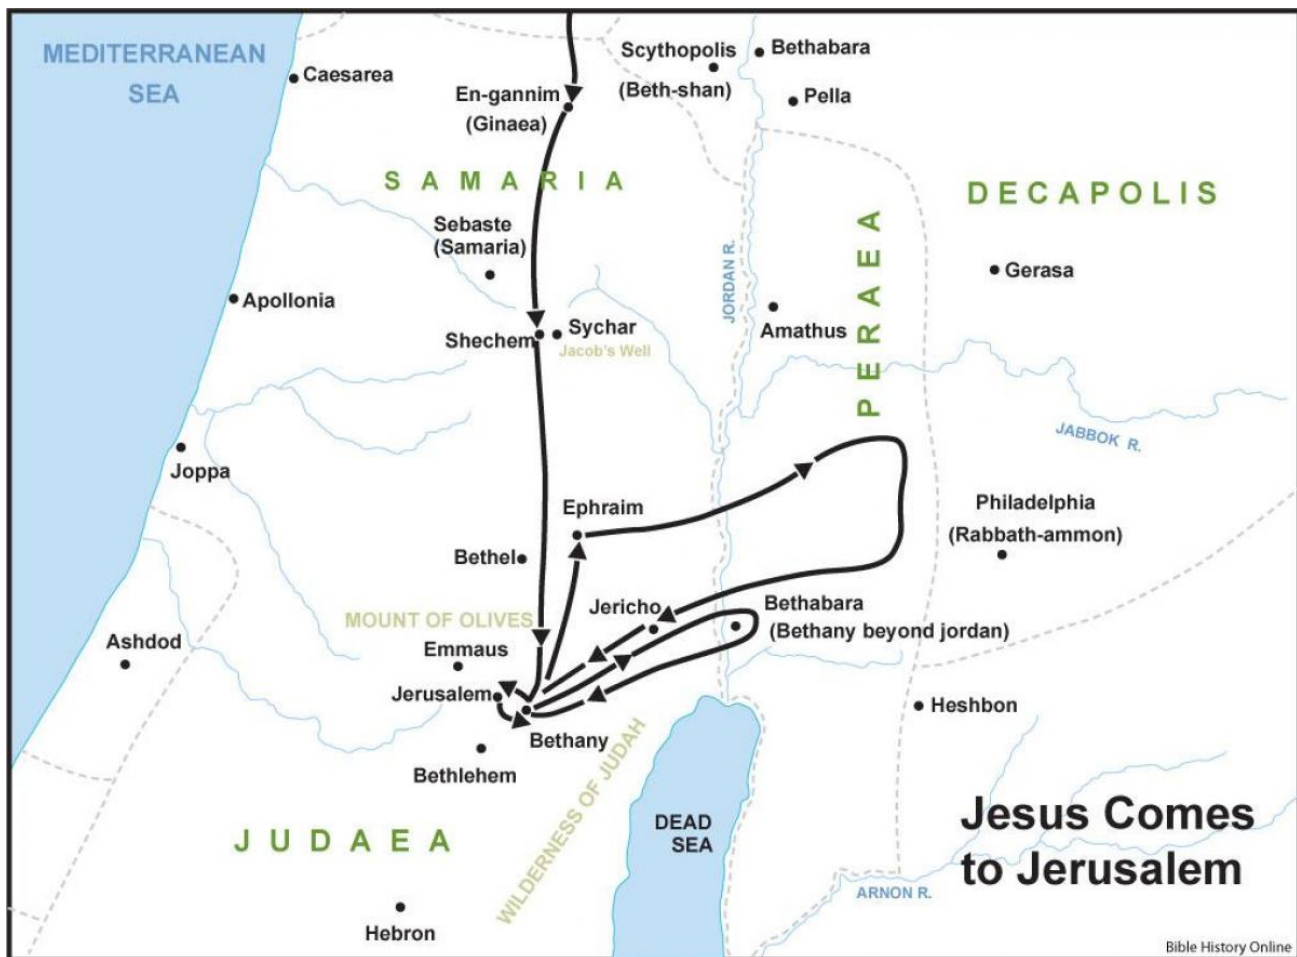 MEDITERRANEAN
SEA
Caesarea
Scythopolis
(Beth-shan)
Bethabara
Pella
En-gannim
(Ginaea)
SAMARIA
DECAPOLIS
Sebaste
(Samaria)
JORDAN R.
PERAEA
Gerasa
Apollonia
Amathus
Shechem
Sychar
Jacob's Well
JABBOK R.
Joppa
Ephraim
Philadelphia
(Rabbath-ammon)
Bethel
Jericho
Bethabara
(Bethany beyond jordan)
MOUNT OF OLIVES
Ashdod
Emmaus
Jerusalem
Heshbon
Bethany
Bethlehem
WILDERNESS OF JUDAH
JUDAEA
DEAD
SEA
Jesus Comes
to Jerusalem
ARNON R.
Hebron
Bible History Online